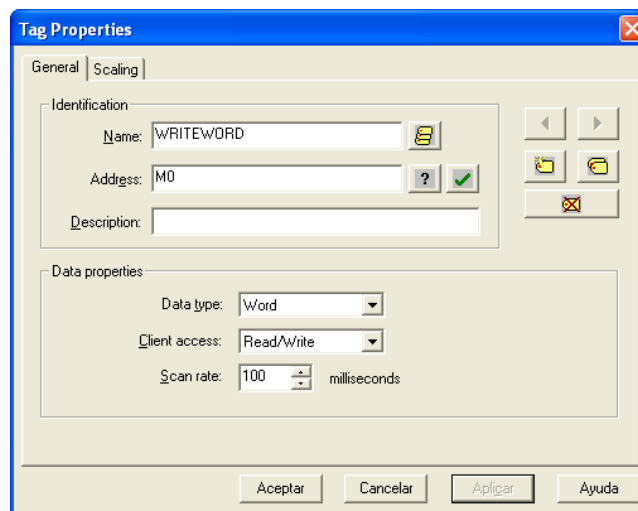 Tag Properties
General Scaling
Identification
Name: WRITEWORD
Address: M0 ?
Description:
Data properties
Data type: Word
Client access: Read/Write
Scan rate: 100 milliseconds
Aceptar Cancelar Aplicar Ayuda